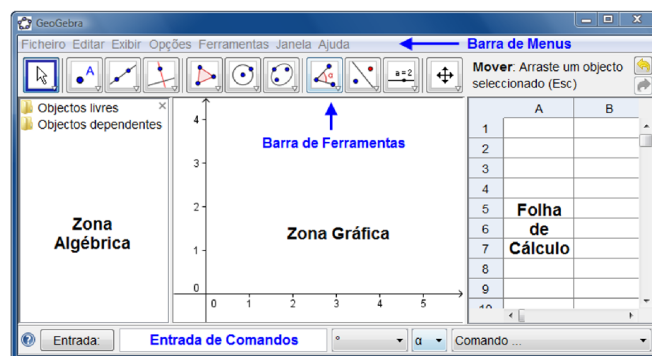 GeoGebra
Ficheiro Editar Exibir Opções Ferramentas Janela Ajuda
Barra de Menus
A
α
a=2
Mover: Arraste um objecto
seleccionado (Esc)
Objectos livres
Objectos dependentes
Barra de Ferramentas
Zona
Algébrica
4
3
2
1
0
Zona Gráfica
0 1 2 3 4 5
A B
1
2
3
4
5 Folha
6 de
7 Cálculo
8
9
10
Entrada:
Entrada de Comandos
°
α
Comando ...